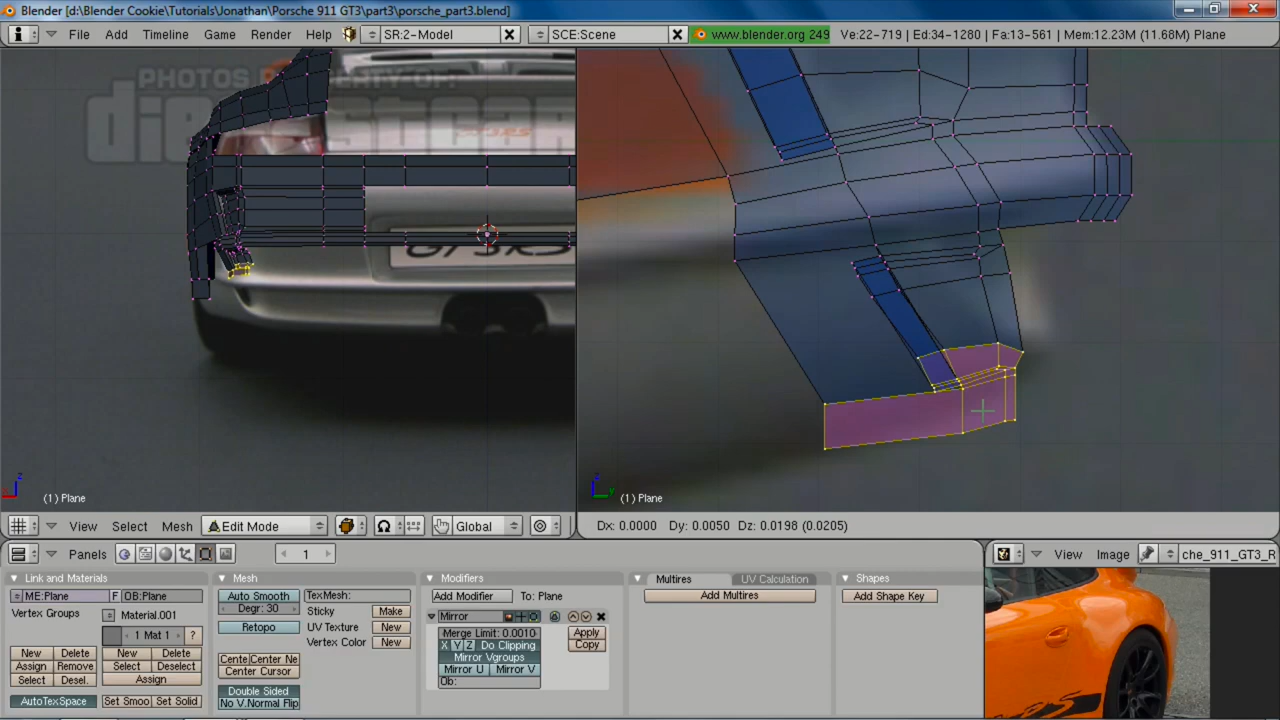 Blender [d:\Blender Cookie\Tutorials\Jonathan\Porsche 911 GT3\part3\porsche_part3.blend]
File Add Timeline Game Render Help SR:2-Model SCE:Scene www.blender.org 249 Ve:22-719 | Ed:34-1280 | Fa:13-561 | Mem:12.23M (11.68M) Plane
PHOTOS PROPERTY OF:
GT3RS
(1) Plane
(1) Plane
View Select Mesh Edit Mode Global
Dx: 0.0000 Dy: 0.0050 Dz: 0.0198 (0.0205)
Panels 1
View Image che_911_GT3_R
Link and Materials
ME:Plane F OB:Plane
Vertex Groups
Material.001
1 Mat 1 ?
New Delete New Delete
Assign Remove Select Deselect
Select Desel. Assign
AutoTexSpace Set Smoo Set Solid
Mesh
Auto Smooth TexMesh:
Degr: 30 Sticky Make
Retopo UV Texture New
Vertex Color New
Cente Center Ne
Center Cursor
Double Sided
No V.Normal Flip
Modifiers
Add Modifier To: Plane
Mirror
Merge Limit: 0.0010 Apply
X Y Z Do Clipping Copy
Mirror Vgroups
Mirror U Mirror V
Ob:
Multires UV Calculation
Add Multires
Shapes
Add Shape Key